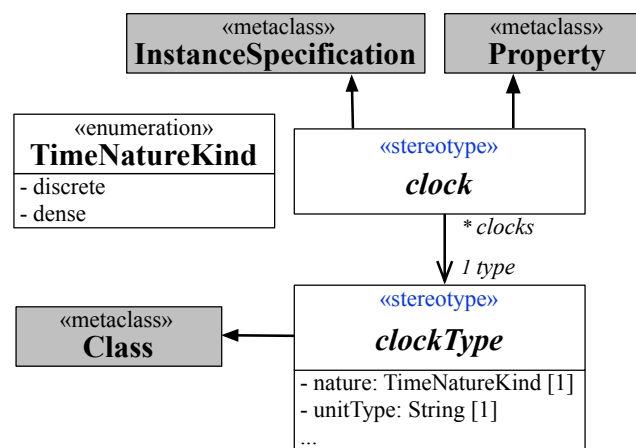 «metaclass»
InstanceSpecification
«metaclass»
Property
«enumeration»
TimeNatureKind
- discrete
- dense
«stereotype»
clock
* clocks
1 type
«metaclass»
Class
«stereotype»
clockType
- nature: TimeNatureKind [1]
- unitType: String [1]
...